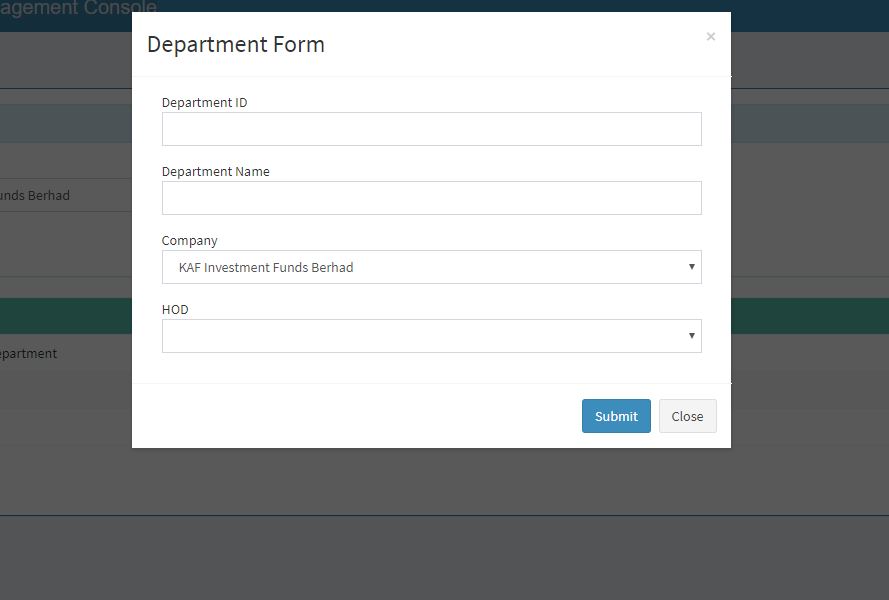 agement Console
Department Form
×
Department ID
Department Name
unds Berhad
Company
KAF Investment Funds Berhad
HOD
epartment
Submit
Close